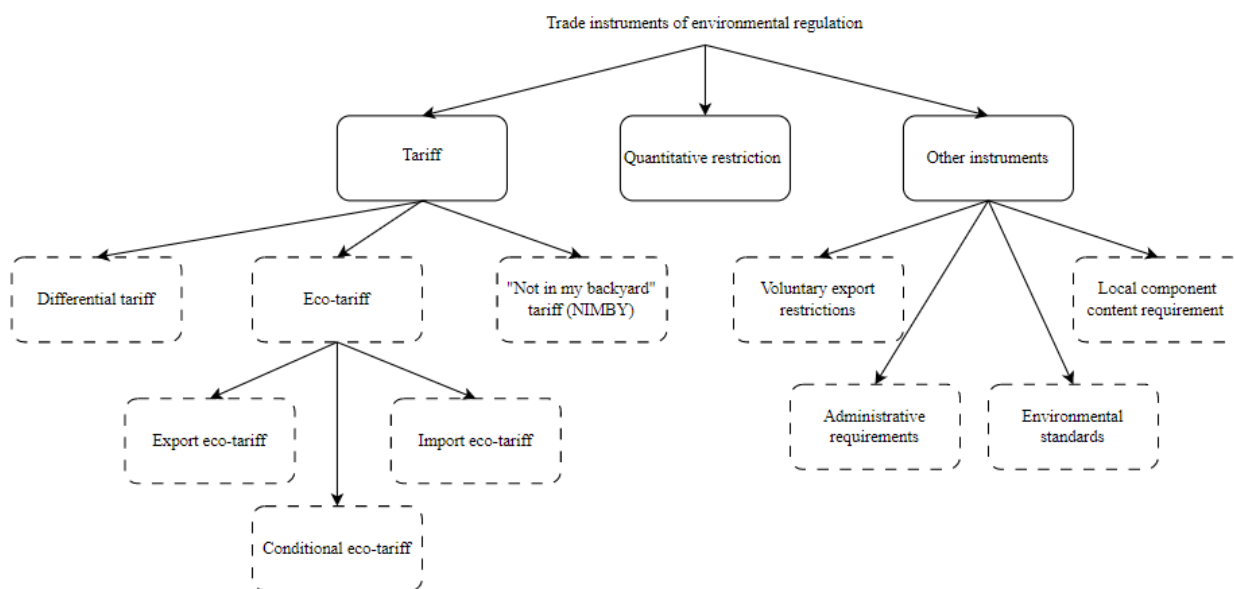 Trade instruments of environmental regulation
Tariff
Quantitative restriction
Other instruments
Differential tariff
Eco-tariff
"Not in my backyard"
tariff (NIMBY)
Voluntary export
restrictions
Local component
content requirement
Export eco-tariff
Import eco-tariff
Administrative
requirements
Environmental
standards
Conditional eco-tariff